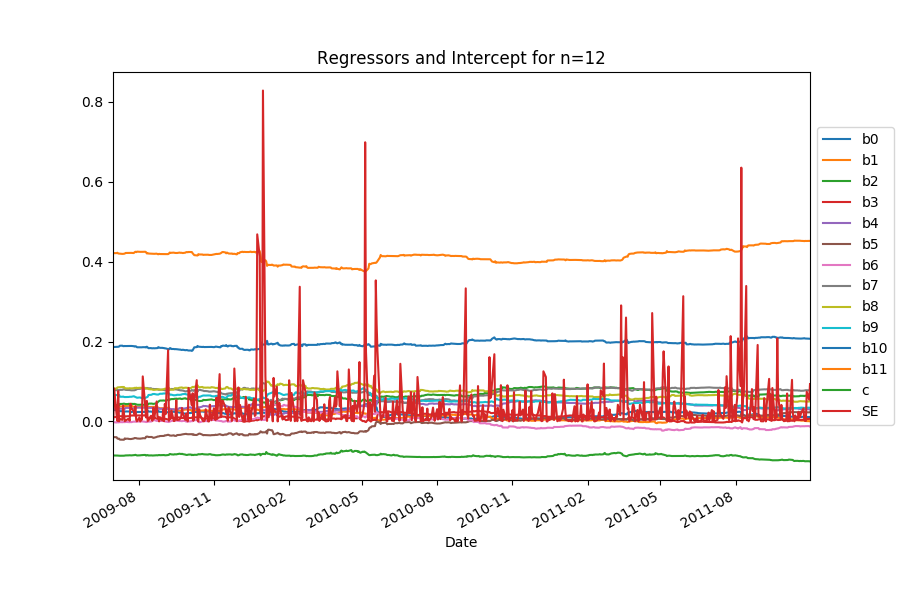 Regressors and Intercept for n=12
0.8
0.6
0.4
0.2
0.0
2009-08
2009-11
2010-02
2010-05
2010-08
2010-11
2011-02
2011-05
2011-08
Date
b0
b1
b2
b3
b4
b5
b6
b7
b8
b9
b10
b11
c
SE